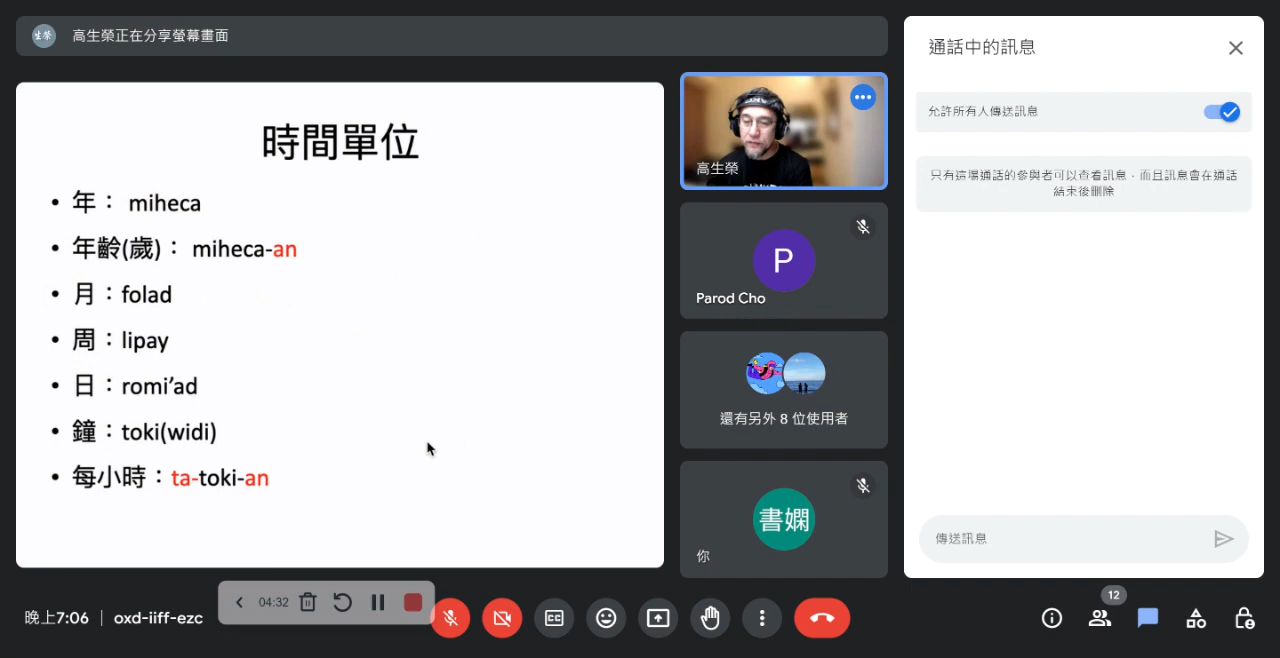 生榮
高生榮正在分享螢幕畫面
時間單位
• 年： miheca
• 年齡(歲)： miheca-an
• 月：folad
• 周：lipay
• 日：romi’ad
• 鐘：toki(widi)
• 每小時：ta-toki-an
高生榮
P
Parod Cho
還有另外 8 位使用者
書嫻
你
通話中的訊息
允許所有人傳送訊息
只有這場通話的參與者可以查看訊息，而且訊息會在通話
結束後刪除
傳送訊息
晚上7:06 | oxd-iiff-ezc
04:32
12